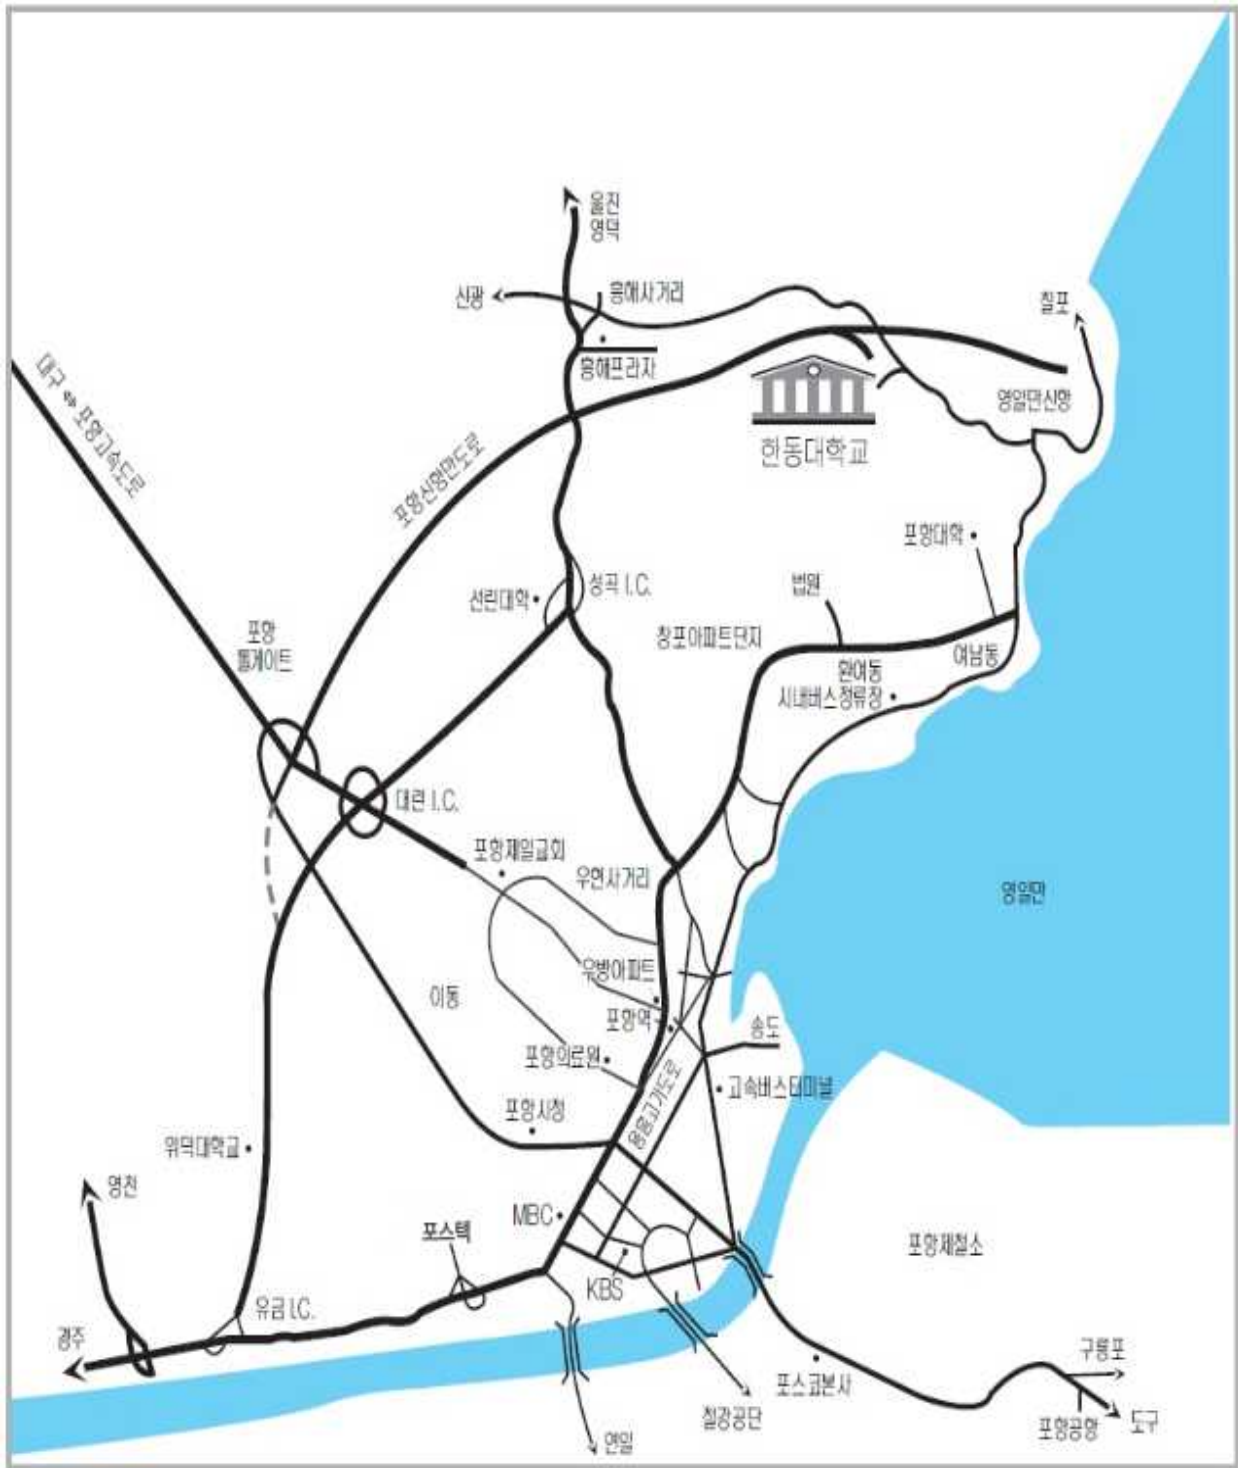 울진
영덕
신광
흥해사거리
칠포
흥해프라자
대구⇔포항고속도로
영일만신항
포항신항만도로
한동대학교
포항대학
선린대학
성곡 I.C.
법원
창포아파트단지
포항
톨게이트
환여동
여남동
시내버스정류장
대련 I.C.
포항제일교회
우현사거리
영일만
우방아파트
이동
포항역
송도
포항의료원
고속버스터미널
포항시청
위덕대학교
영천
MBC
포스텍
포항제철소
KBS
유금I.C.
경주
구룡포
포스코본사
철강공단
포항공항
도구
연일